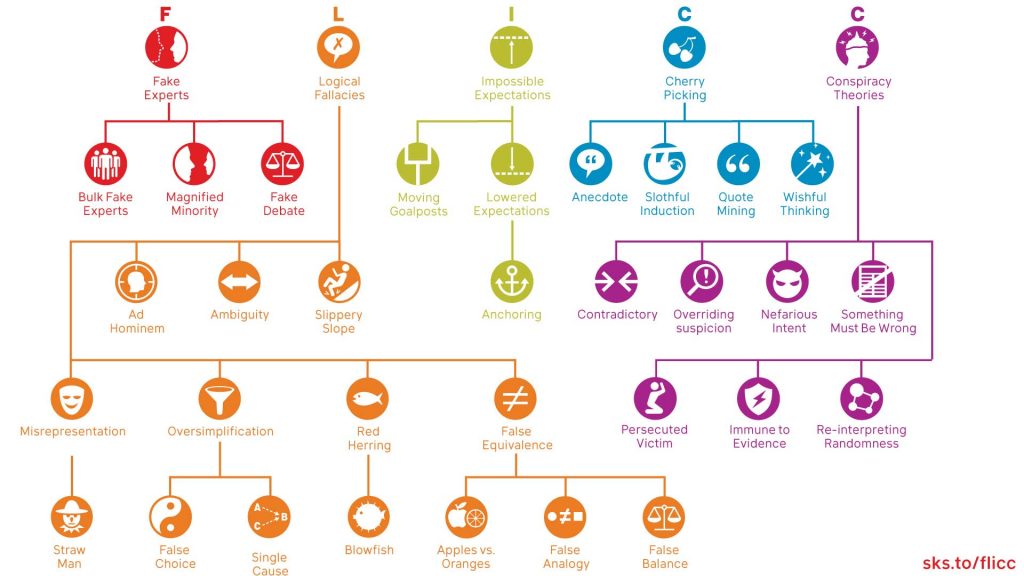 F
L
I
C
C
Fake
Experts
Logical
Fallacies
Impossible
Expectations
Cherry
Picking
Conspiracy
Theories
Bulk Fake
Experts
Magnified
Minority
Fake
Debate
Moving
Goalposts
Lowered
Expectations
Anecdote
Slothful
Induction
Quote
Mining
Wishful
Thinking
Ad
Hominem
Ambiguity
Slippery
Slope
Anchoring
Contradictory
Overriding
suspicion
Nefarious
Intent
Something
Must Be Wrong
Misrepresentation
Oversimplification
Red
Herring
False
Equivalence
Persecuted
Victim
Immune to
Evidence
Re-interpreting
Randomness
Straw
Man
False
Choice
A
B
C
Single
Cause
Blowfish
Apples vs.
Oranges
False
Analogy
False
Balance
sks.to/flicc